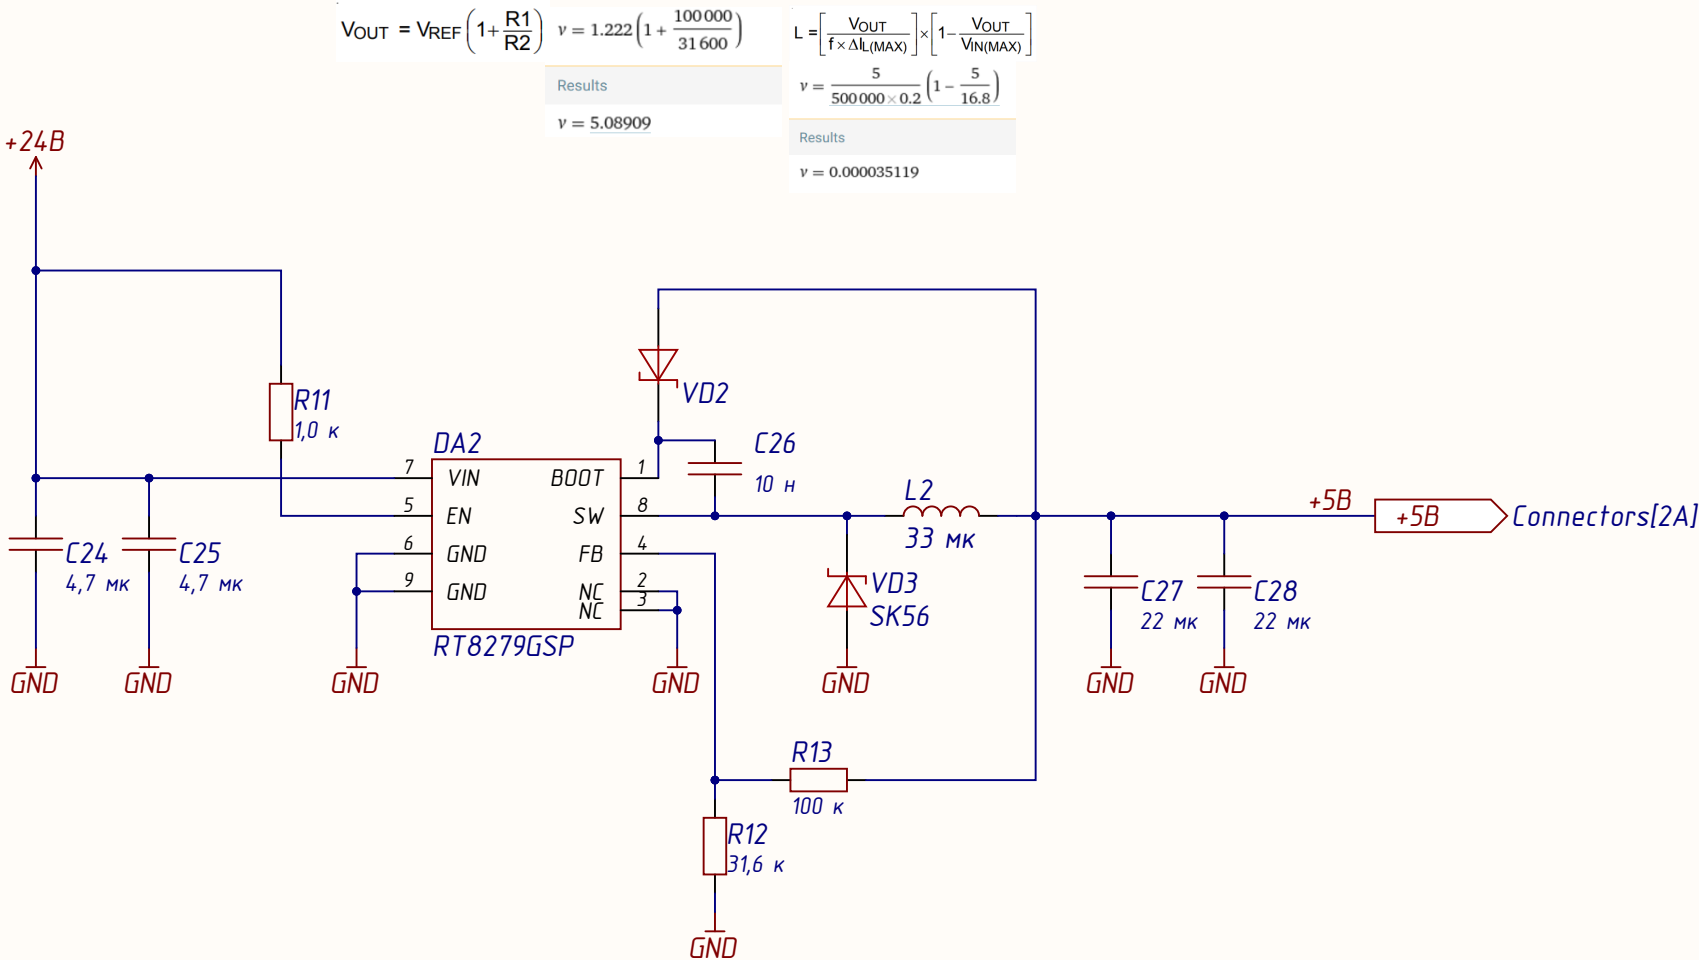 VOUT = VREF (1+ R1/R2)
v = 1.222 (1 + 100 000/31 600)
Results
v = 5.08909
L = [VOUT / f × ΔIL(MAX)] × [1− VOUT / VIN(MAX)]
v = 5/500 000 × 0.2 (1 − 5/16.8)
Results
v = 0.000035119
+24В
R11
1,0 к
VD2
DA2
C26
10 н
7 VIN BOOT 1
5 EN SW 8
6 GND FB 4
9 GND NC 2
NC 3
RT8279GSP
L2
33 мк
+5В
+5В
Connectors[2A]
C24
4,7 мк
C25
4,7 мк
VD3
SK56
C27
22 мк
C28
22 мк
GND
GND
GND
GND
GND
GND
GND
R13
100 к
R12
31,6 к
GND